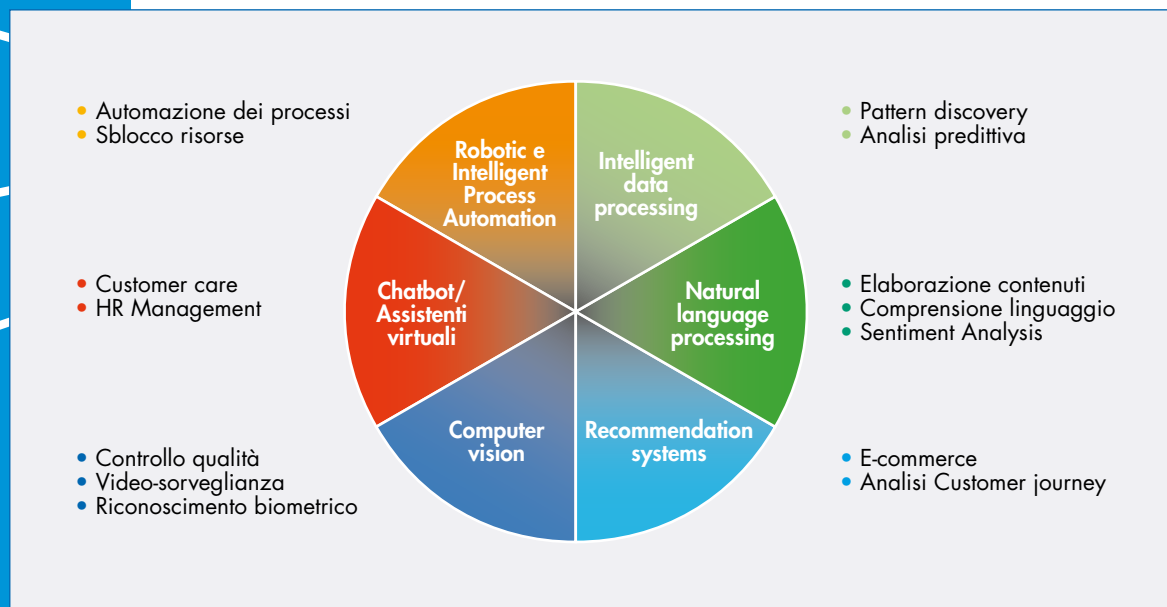 Automazione dei processi
Sblocco risorse
Robotic e
Intelligent
Process
Automation
Intelligent
data
processing
Pattern discovery
Analisi predittiva
Customer care
HR Management
Chatbot/
Assistenti
virtuali
Natural
language
processing
Elaborazione contenuti
Comprensione linguaggio
Sentiment Analysis
Controllo qualità
Video-sorveglianza
Riconoscimento biometrico
Computer
vision
Recommendation
systems
E-commerce
Analisi Customer journey